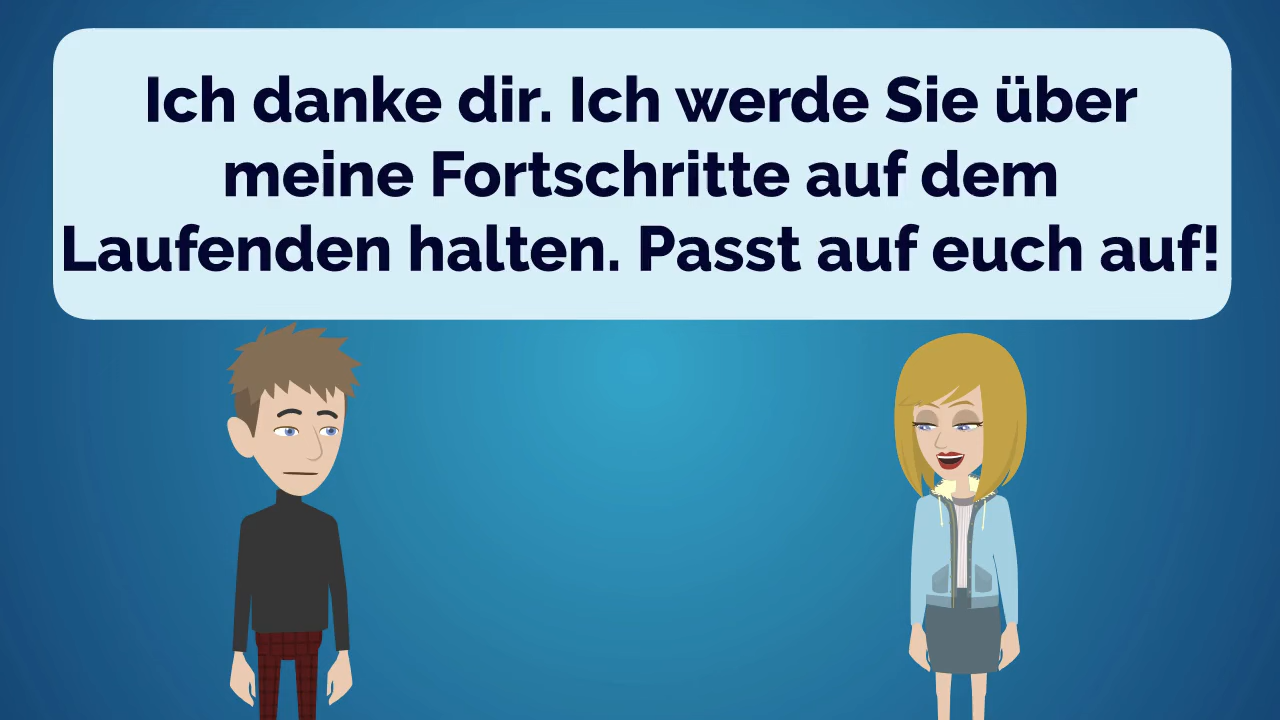 Ich danke dir. Ich werde Sie über
meine Fortschritte auf dem
Laufenden halten. Passt auf euch auf!